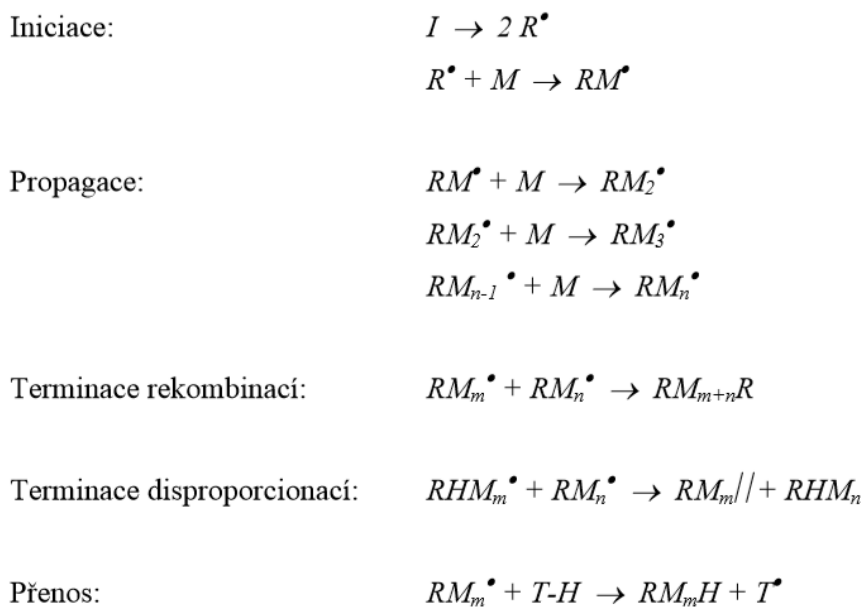 Iniciace: I → 2 R•
R• + M → RM•
Propagace: RM• + M → RM₂•
RM₂• + M → RM₃•
RMₙ₋₁• + M → RMₙ•
Terminace rekombinací: RMₘ• + RMₙ• → RMₘ₊ₙR
Terminace disproporcionací: RHMₘ• + RMₙ• → RMₘ// + RHMₙ
Přenos: RMₘ• + T-H → RMₘH + T•